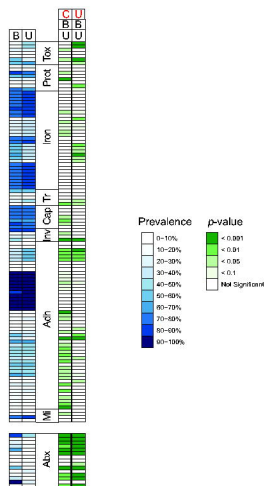 C U
B B
B U U U
Tox
Prot
Iron
Tr
Cap
Inv
Adh
Mi
Abx
Prevalence
0–10%
10–20%
20–30%
30–40%
40–50%
50–60%
60–70%
70–80%
80–60%
90–100%
p-value
< 0.001
< 0.01
< 0.05
< 0.1
Not Significant